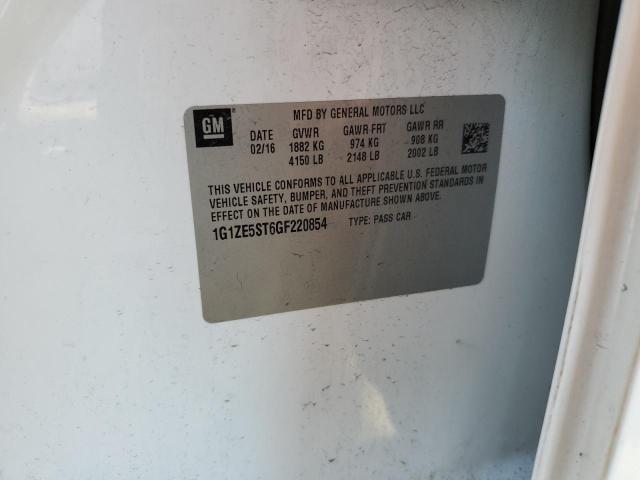 MFD BY GENERAL MOTORS LLC
GM
DATE GVWR GAWR FRT GAWR RR
02/16 1882 KG 974 KG 908 KG
4150 LB 2148 LB 2002 LB
THIS VEHICLE CONFORMS TO ALL APPLICABLE U.S. FEDERAL MOTOR
VEHICLE SAFETY, BUMPER, AND THEFT PREVENTION STANDARDS IN
EFFECT ON THE DATE OF MANUFACTURE SHOWN ABOVE.
1G1ZE5ST6GF220854 TYPE: PASS CAR